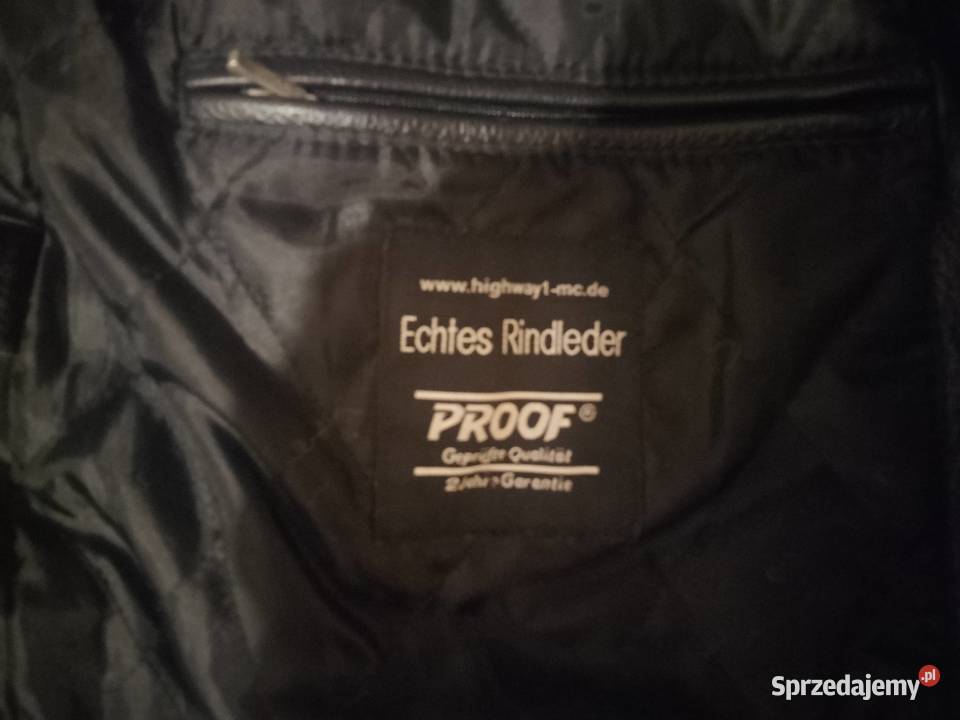 www.highway1-mc.de
Echtes Rindleder
PROOF®
Geprüfte Qualität
2 Jahre Garantie
Sprzedajemy.pl